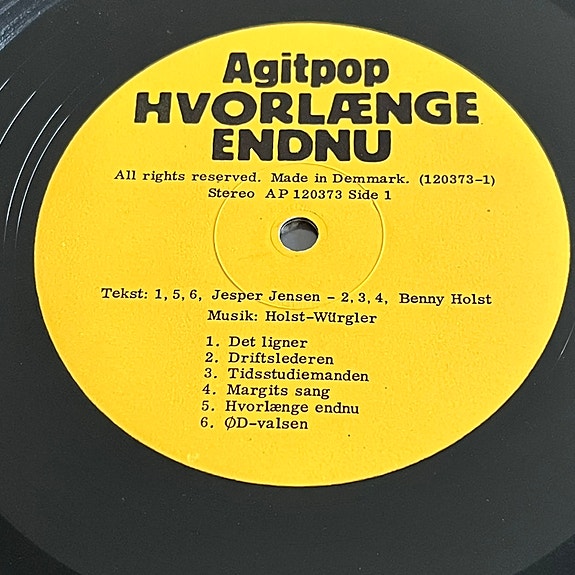 Agitpop
HVORLÆNGE
ENDNU
All rights reserved. Made in Demmark. (120373-1)
Stereo AP 120373 Side 1
Tekst: 1, 5, 6, Jesper Jensen - 2, 3, 4, Benny Holst
Musik: Holst-Würgler
1. Det ligner
2. Driftslederen
3. Tidsstudiemanden
4. Margits sang
5. Hvorlænge endnu
6. ØD-valsen